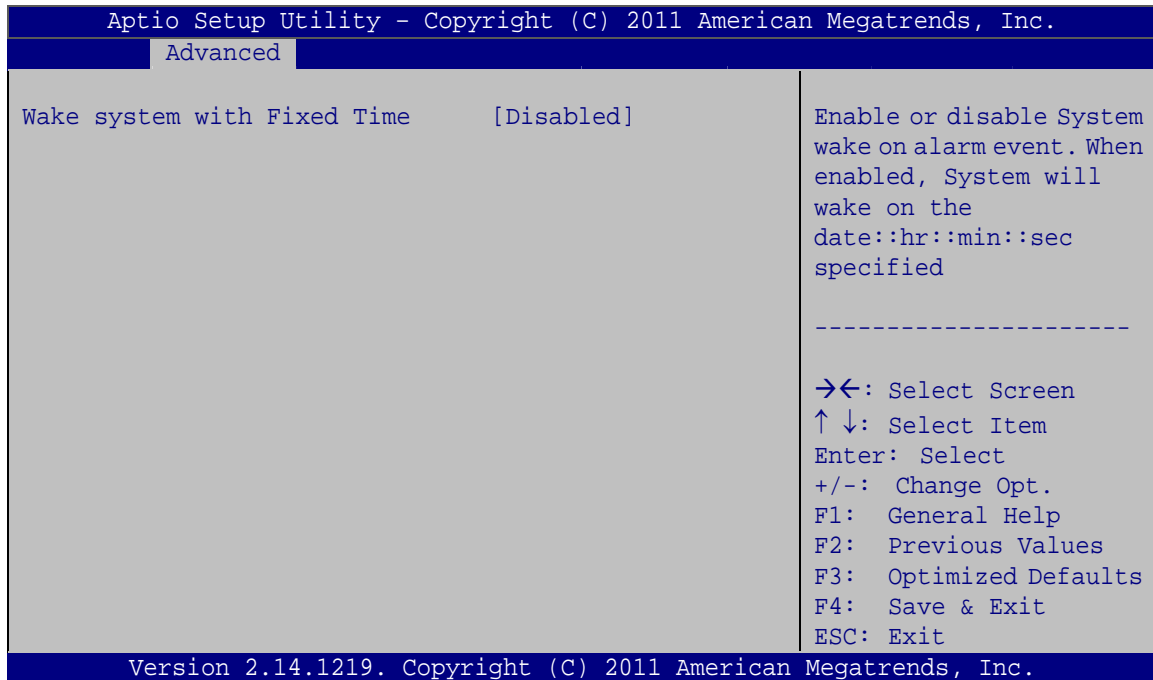 Aptio Setup Utility – Copyright (C) 2011 American Megatrends, Inc.
Advanced
Wake system with Fixed Time [Disabled]
Enable or disable System
wake on alarm event. When
enabled, System will
wake on the
date::hr::min::sec
specified
----------------------
→←: Select Screen
↑ ↓: Select Item
Enter: Select
+/-: Change Opt.
F1: General Help
F2: Previous Values
F3: Optimized Defaults
F4: Save & Exit
ESC: Exit
Version 2.14.1219. Copyright (C) 2011 American Megatrends, Inc.